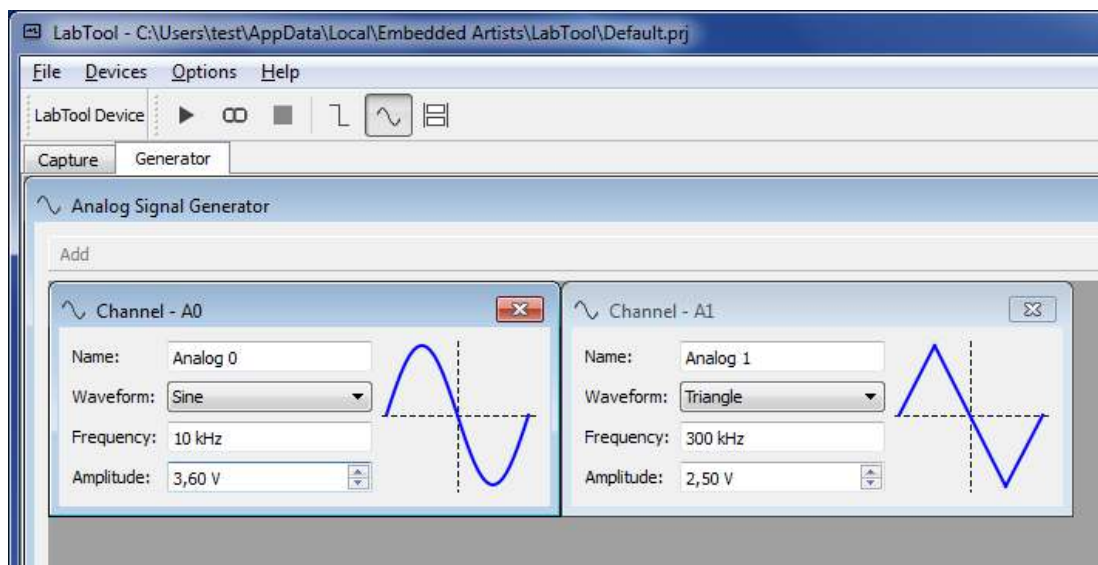 LabTool - C:\Users\test\AppData\Local\Embedded Artists\LabTool\Default.prj
File Devices Options Help
LabTool Device
Capture Generator
Analog Signal Generator
Add
Channel - A0
Name: Analog 0
Waveform: Sine
Frequency: 10 kHz
Amplitude: 3,60 V
Channel - A1
Name: Analog 1
Waveform: Triangle
Frequency: 300 kHz
Amplitude: 2,50 V